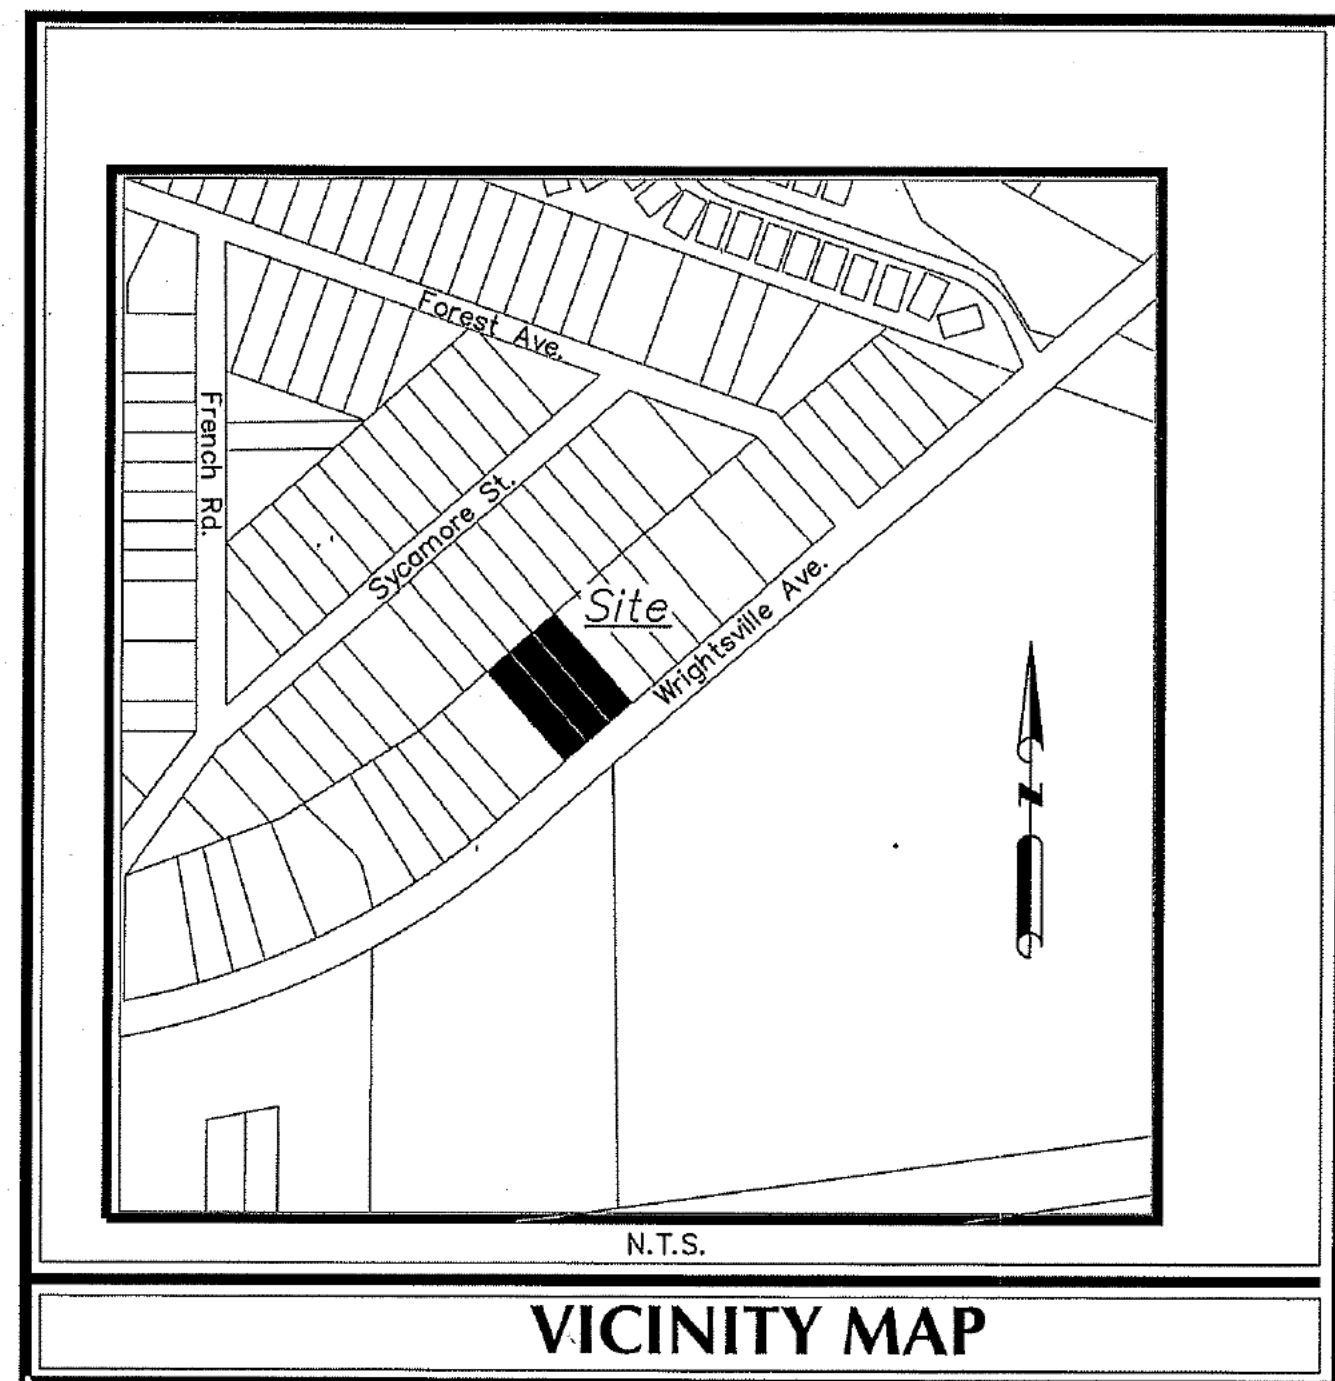 Forest Ave.
French Rd.
Sycamore St.
Site
Wrightsville Ave.
N
N.T.S.
VICINITY MAP